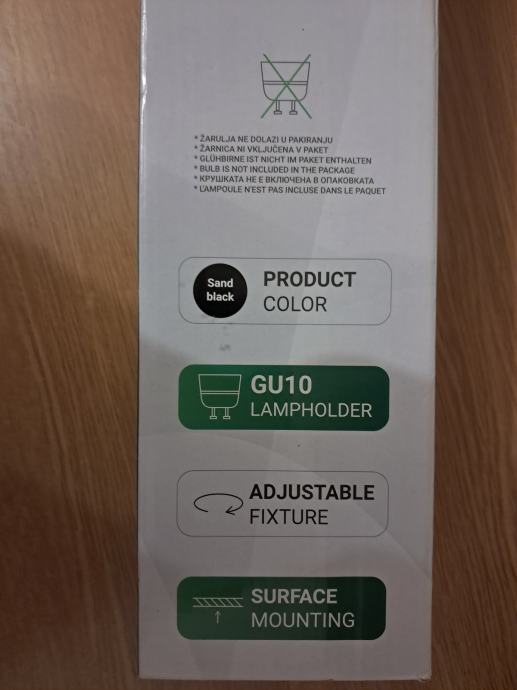 * ŽARULJA NE DOLAZI U PAKIRANJU
* ŽARNICA NI VKLJUČENA V PAKET
* GLÜHBIRNE IST NICHT IM PAKET ENTHALTEN
* BULB IS NOT INCLUDED IN THE PACKAGE
* КРУШКАТА НЕ Е ВКЛЮЧЕНА В ОПАКОВКАТА
* L'AMPOULE N'EST PAS INCLUSE DANS LE PAQUET
Sand
black
PRODUCT
COLOR
GU10
LAMPHOLDER
ADJUSTABLE
FIXTURE
SURFACE
MOUNTING